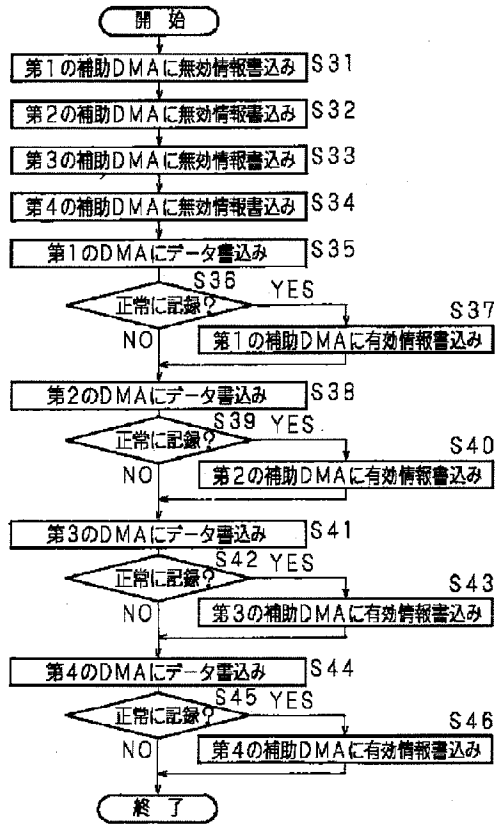 開始
第1の補助DMAに無効情報書込み S31
第2の補助DMAに無効情報書込み S32
第3の補助DMAに無効情報書込み S33
第4の補助DMAに無効情報書込み S34
第1のDMAにデータ書込み S35
S36
正常に記録? YES
S37
NO 第1の補助DMAに有効情報書込み
第2のDMAにデータ書込み S38
S39
正常に記録? YES
S40
NO 第2の補助DMAに有効情報書込み
第3のDMAにデータ書込み S41
S42
正常に記録? YES
S43
NO 第3の補助DMAに有効情報書込み
第4のDMAにデータ書込み S44
S45
正常に記録? YES
S46
NO 第4の補助DMAに有効情報書込み
終了